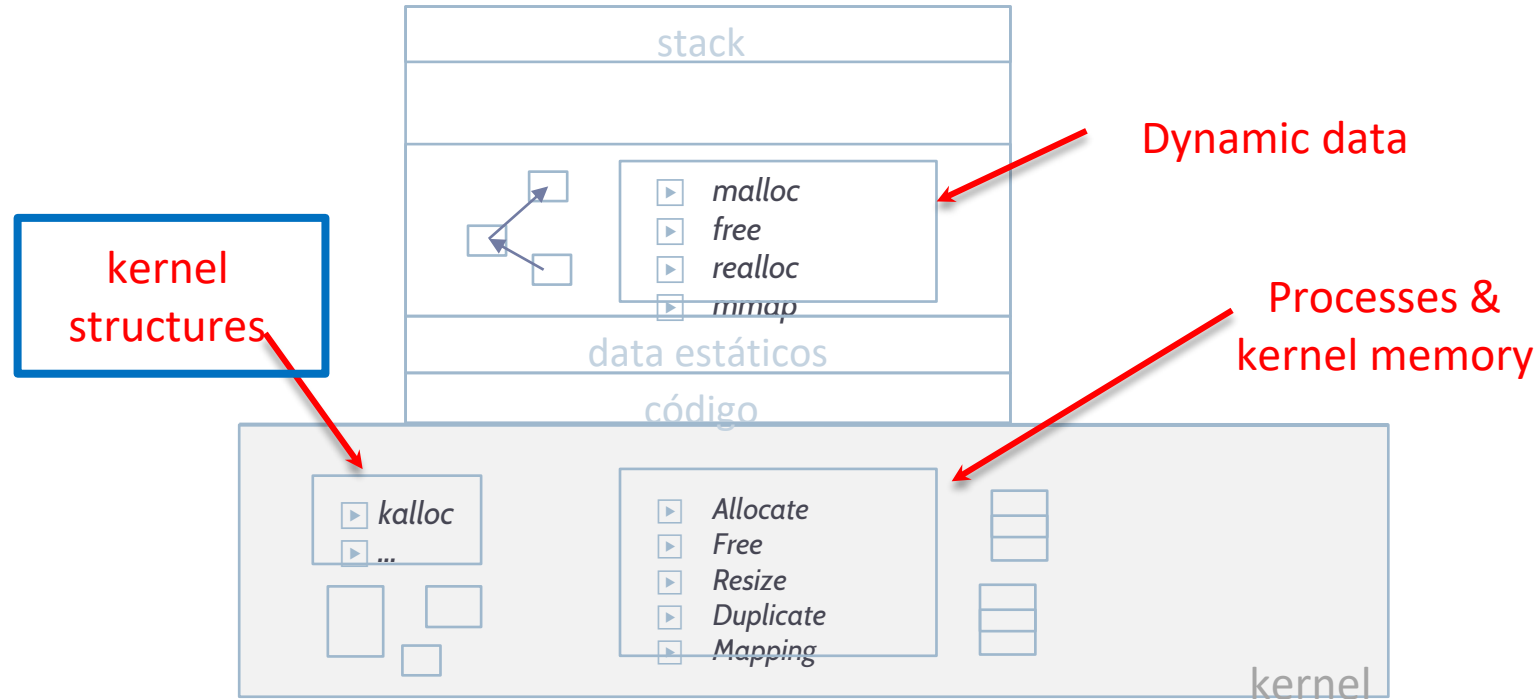 stack
Dynamic data
malloc
free
realloc
mmap
kernel
structures
Processes &
kernel memory
data estáticos
código
kalloc
...
Allocate
Free
Resize
Duplicate
Mapping
kernel